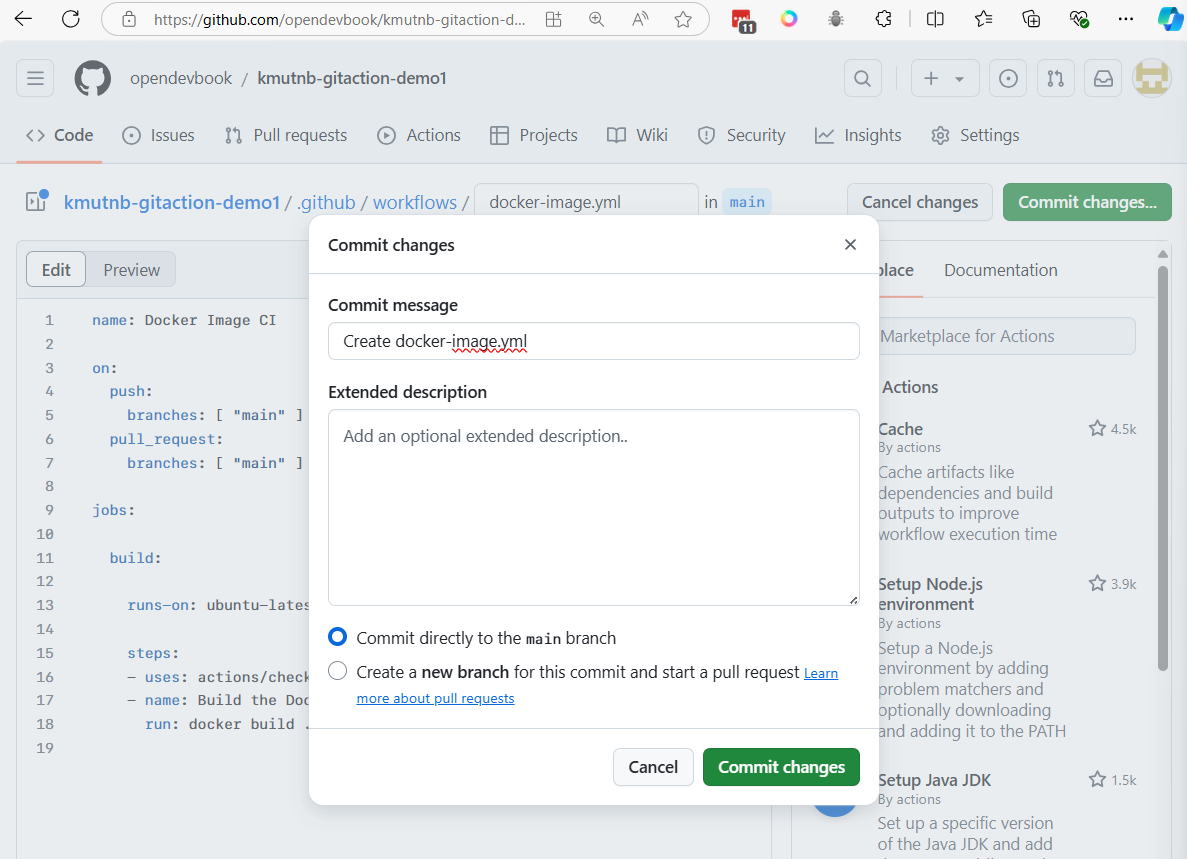 https://github.com/opendevbook/kmutnb-gitaction-d...
11
opendevbook / kmutnb-gitaction-demo1
Code
Issues
Pull requests
Actions
Projects
Wiki
Security
Insights
Settings
kmutnb-gitaction-demo1 / .github / workflows / docker-image.yml in main
Cancel changes
Commit changes...
Edit
Preview
1 name: Docker Image CI
2
3 on:
4 push:
5 branches: [ "main" ]
6 pull_request:
7 branches: [ "main" ]
8
9 jobs:
10
11 build:
12
13 runs-on: ubuntu-lates
14
15 steps:
16 - uses: actions/check
17 - name: Build the Doc
18 run: docker build .
19
Commit changes
Commit message
Create docker-image.yml
Extended description
Add an optional extended description..
Commit directly to the main branch
Create a new branch for this commit and start a pull request Learn
more about pull requests
Cancel
Commit changes
place
Documentation
Marketplace for Actions
Actions
Cache
4.5k
By actions
Cache artifacts like
dependencies and build
outputs to improve
workflow execution time
Setup Node.js
environment
3.9k
By actions
Setup a Node.js
environment by adding
problem matchers and
optionally downloading
and adding it to the PATH
Setup Java JDK
1.5k
By actions
Set up a specific version
of the Java JDK and add